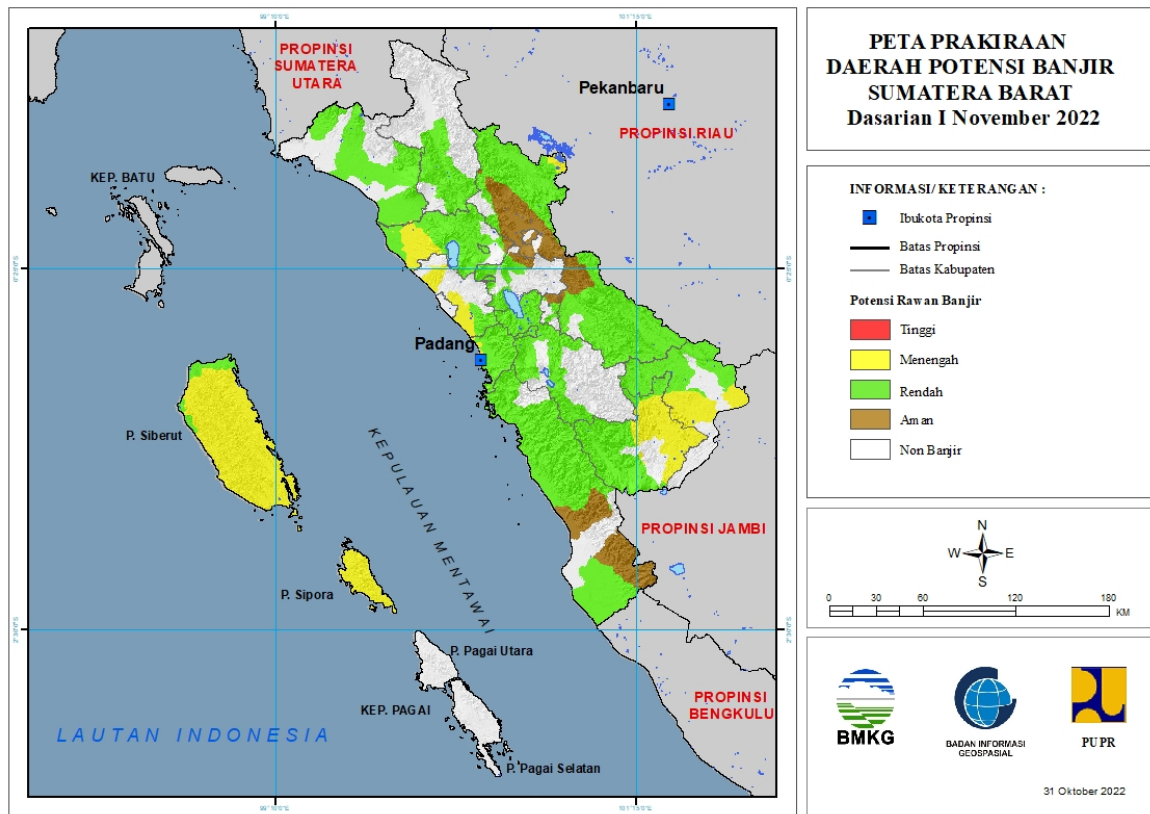 PROPINSI
SUMATERA
UTARA
Pekanbaru
PROPINSI RIAU
KEP. BATU
Padang
P. Siberut
KEPULAUAN MENTAWAI
PROPINSI JAMBI
P. Sipora
P. Pagai Utara
KEP. PAGAI
PROPINSI
BENGKULU
LAUTAN INDONESIA
P. Pagai Selatan
PETA PRAKIRAAN
DAERAH POTENSI BANJIR
SUMATERA BARAT
Dasarian I November 2022
INFORMASI/ KETERANGAN :
Ibukota Propinsi
Batas Propinsi
Batas Kabupaten
Potensi Rawan Banjir
Tinggi
Menengah
Rendah
Aman
Non Banjir
N
W E
S
0 30 60 120 180
KM
BMKG
BADAN INFORMASI
GEOSPASIAL
PUPR
31 Oktober 2022